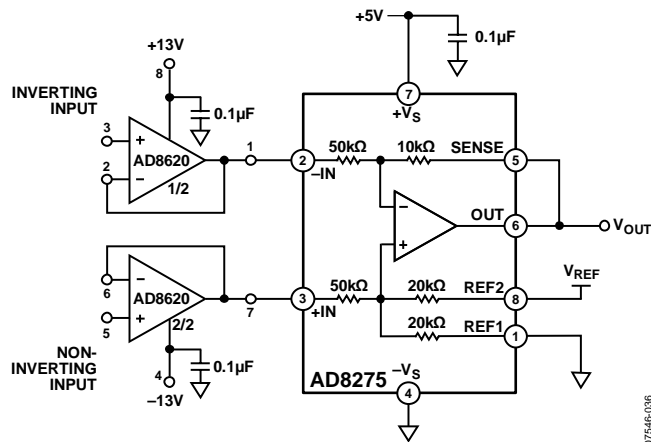 +5V
0.1µF
+13V
8
7
+VS
INVERTING
INPUT
0.1µF
3
+
AD8620
1
2
–IN
50kΩ
10kΩ
SENSE
5
2
–
1/2
–
OUT
6
VOUT
+
VREF
6
–
AD8620
7
3
+IN
50kΩ
20kΩ
REF2
8
5
+
2/2
20kΩ
REF1
1
NON-
INVERTING
INPUT
4
0.1µF
–13V
AD8275
–VS
4
07546-036